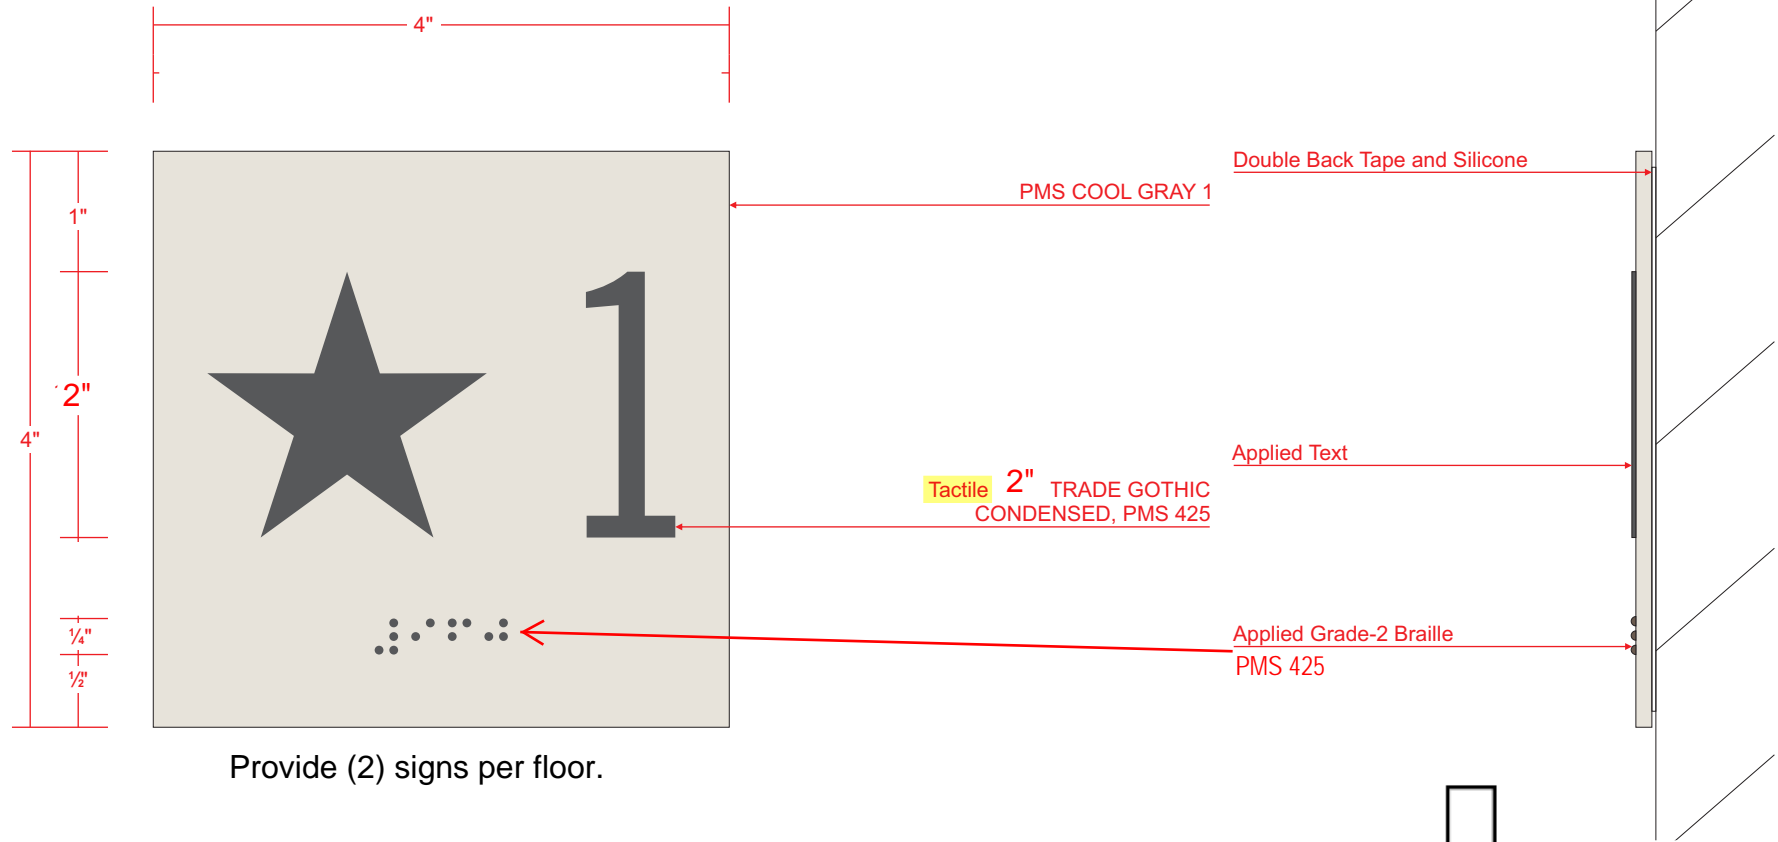 4"
Double Back Tape and Silicone
PMS COOL GRAY 1
1"
2"
4"
1
Applied Text
Tactile 2" TRADE GOTHIC
CONDENSED, PMS 425
¼"
Applied Grade-2 Braille
PMS 425
½"
Provide (2) signs per floor.